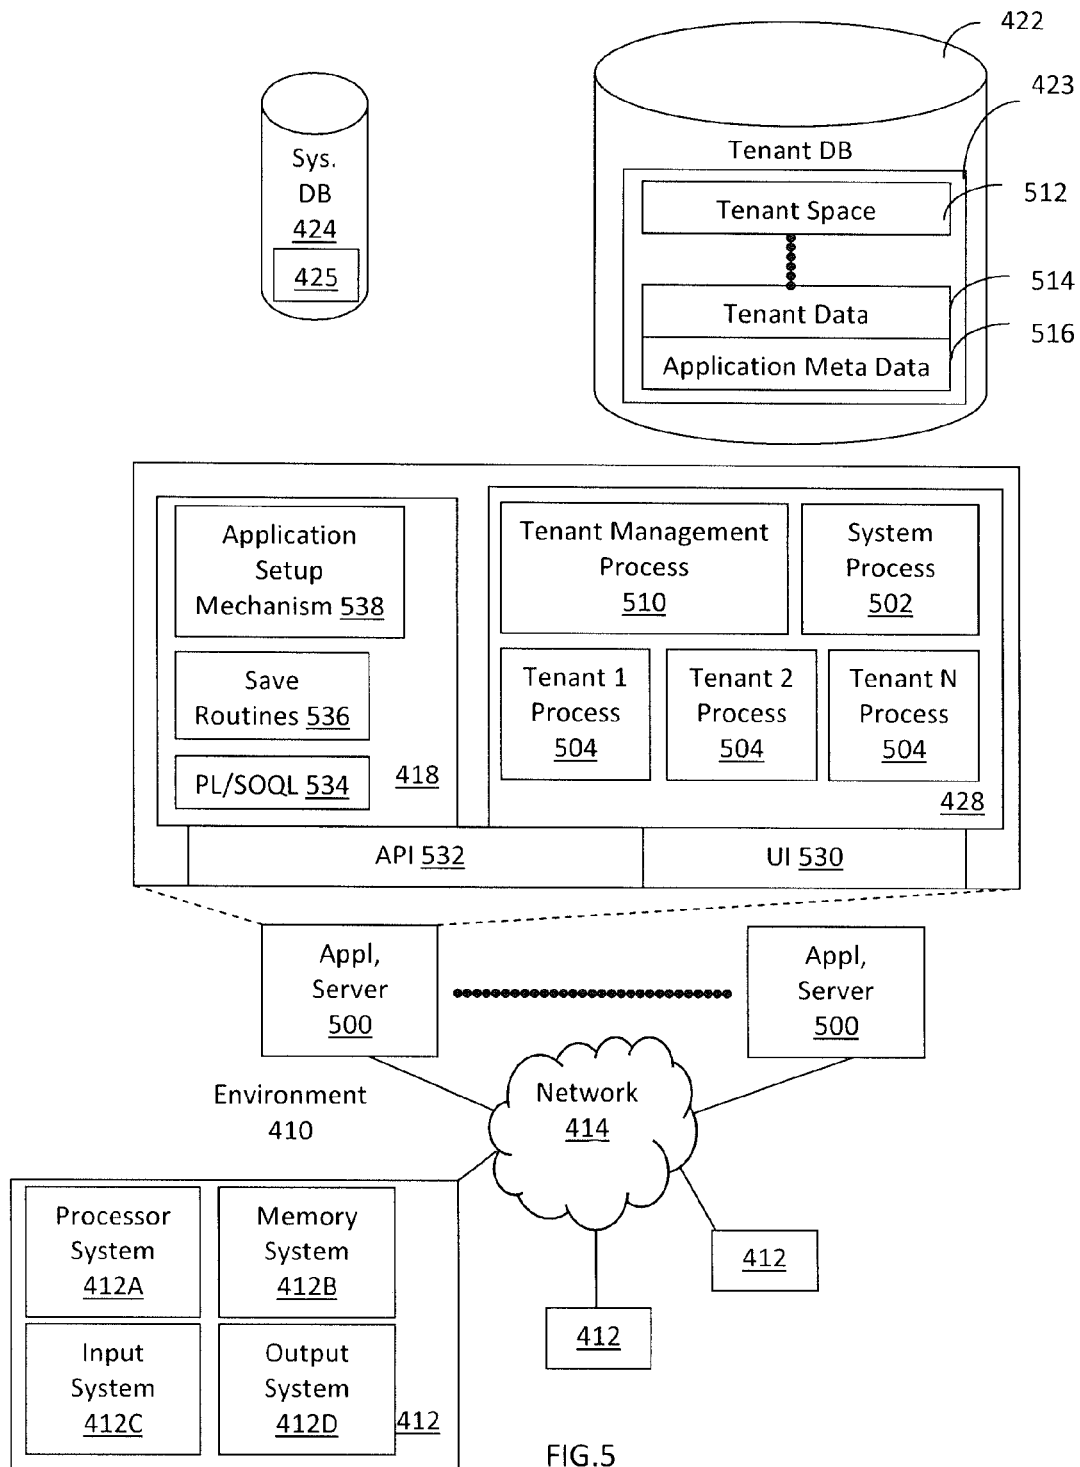 422
423
Tenant DB
Sys.
DB
424
425
Tenant Space
512
514
Tenant Data
516
Application Meta Data
Application
Setup
Mechanism 538
Tenant Management
Process
510
System
Process
502
Save
Routines 536
Tenant 1
Process
504
Tenant 2
Process
504
Tenant N
Process
504
PL/SOQL 534
418
428
API 532
UI 530
Appl,
Server
500
Appl,
Server
500
Environment
410
Network
414
Processor
System
412A
Memory
System
412B
Input
System
412C
Output
System
412D
412
412
412
FIG.5